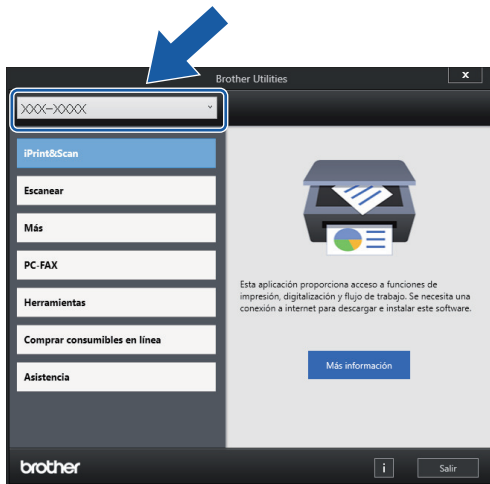 Brother Utilities
X
XXX-XXXX
iPrint&Scan
Escanear
Más
PC-FAX
Herramientas
Comprar consumibles en línea
Asistencia
Esta aplicación proporciona acceso a funciones de
impresión, digitalización y flujo de trabajo. Se necesita una
conexión a internet para descargar e instalar este software.
Más información
brother
i
Salir